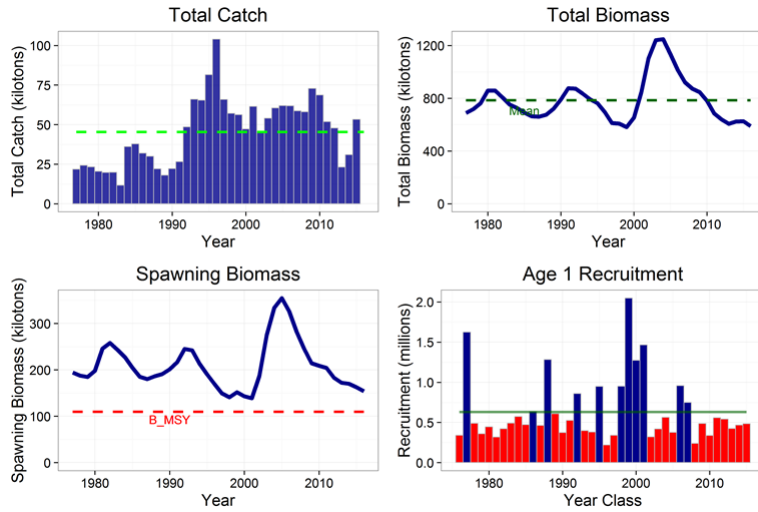 Total Catch
Total Catch (kilotons)
100
75
50
25
0
1980 1990 2000 2010
Year
Total Biomass
Total Biomass (kilotons)
1200
800
400
0
Mean
1980 1990 2000 2010
Year
Spawning Biomass
Spawning Biomass (kilotons)
300
200
100
0
B_MSY
1980 1990 2000 2010
Year
Age 1 Recruitment
Recruitment (millions)
2.0
1.5
1.0
0.5
0.0
1980 1990 2000 2010
Year Class